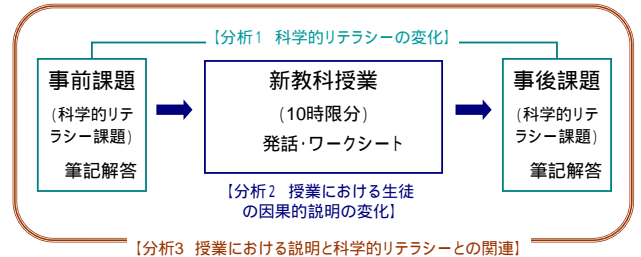 【分析1 科学的リテラシーの変化】
事前課題
(科学的リテ
ラシー課題)
筆記解答
新教科授業
(10時限分)
発話・ワークシート
事後課題
(科学的リテ
ラシー課題)
筆記解答
【分析2 授業における生徒
の因果的説明の変化】
【分析3 授業における説明と科学的リテラシーとの関連】